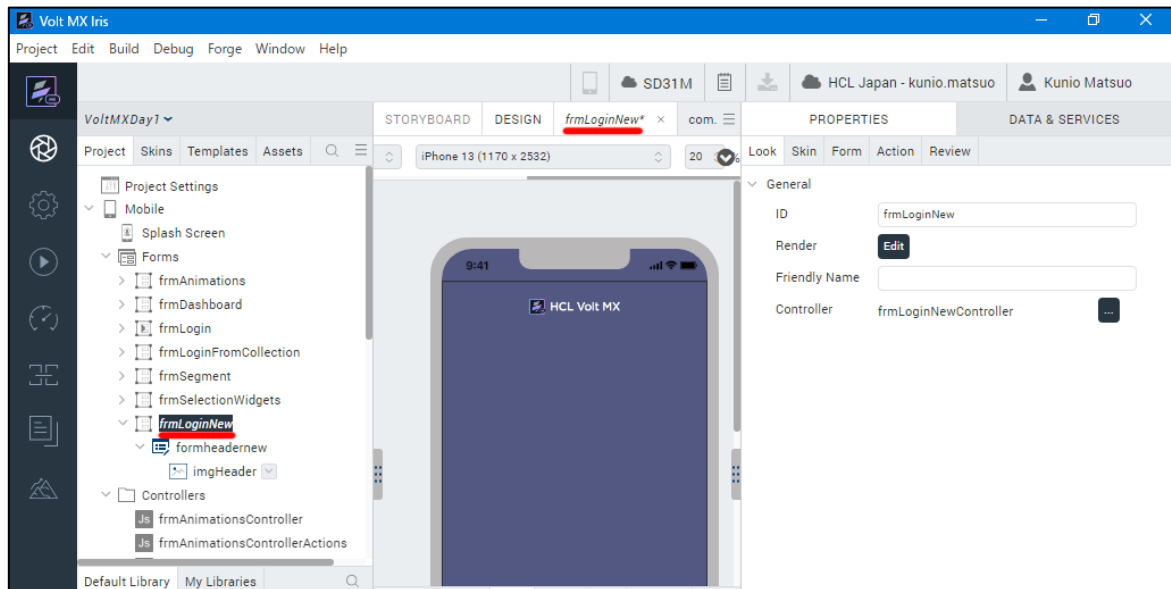 Volt MX Iris
Project Edit Build Debug Forge Window Help
SD31M HCL Japan - kunio.matsuo Kunio Matsuo
VoltMXDay1 STORYBOARD DESIGN frmLoginNew* × com. PROPERTIES DATA & SERVICES
Project Skins Templates Assets iPhone 13 (1170 x 2532) 20 % Look Skin Form Action Review
Project Settings
Mobile
Splash Screen
Forms
frmAnimations
frmDashboard
frmLogin
frmLoginFromCollection
frmSegment
frmSelectionWidgets
frmLoginNew
formheadernew
imgHeader
Controllers
Js frmAnimationsController
Js frmAnimationsControllerActions
Default Library My Libraries
9:41
HCL Volt MX
General
ID frmLoginNew
Render Edit
Friendly Name
Controller frmLoginNewController ...